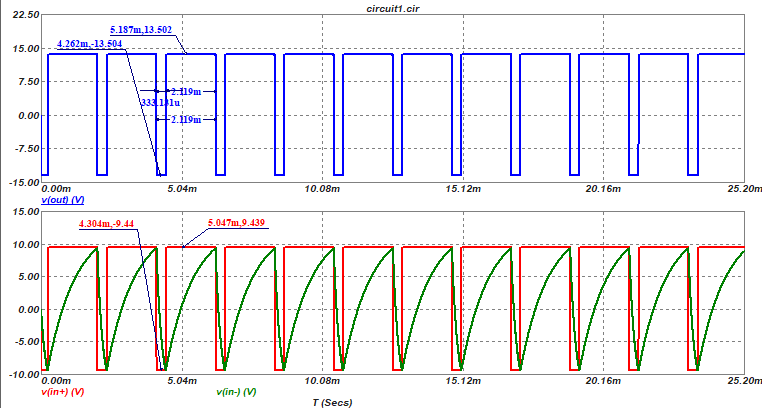 circuit1.cir
22.50
5.187m,13.502
4.262m,-13.504
15.00
7.50
2.119m
333.131u
0.00
2.119m
-7.50
-15.00
0.00m 5.04m 10.08m 15.12m 20.16m 25.20m
v(out) (V)
15.00
4.304m,-9.44 5.047m,9.439
10.00
5.00
0.00
-5.00
-10.00
0.00m 5.04m 10.08m 15.12m 20.16m 25.20m
v(in+) (V) v(in-) (V)
T (Secs)